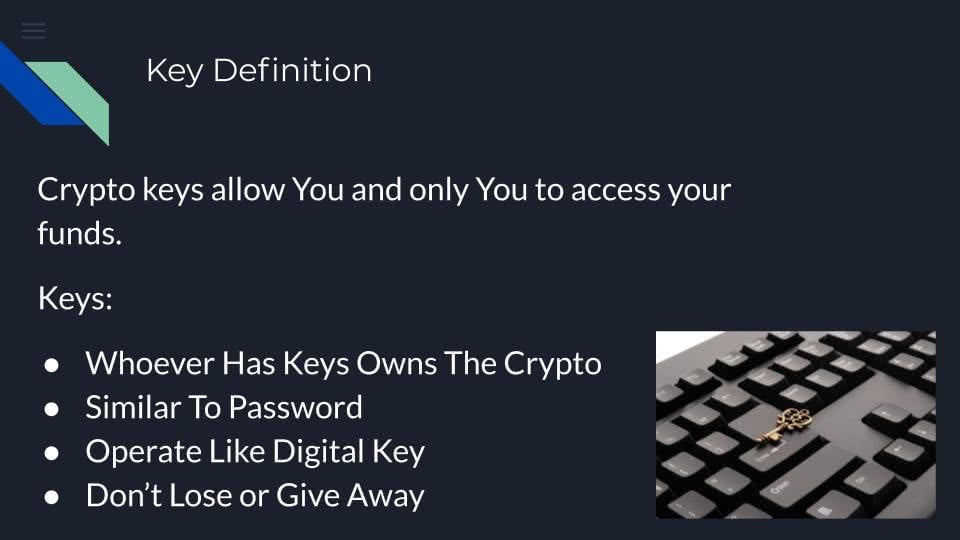 Key Definition
Crypto keys allow You and only You to access your
funds.
Keys:
● Whoever Has Keys Owns The Crypto
● Similar To Password
● Operate Like Digital Key
● Don’t Lose or Give Away